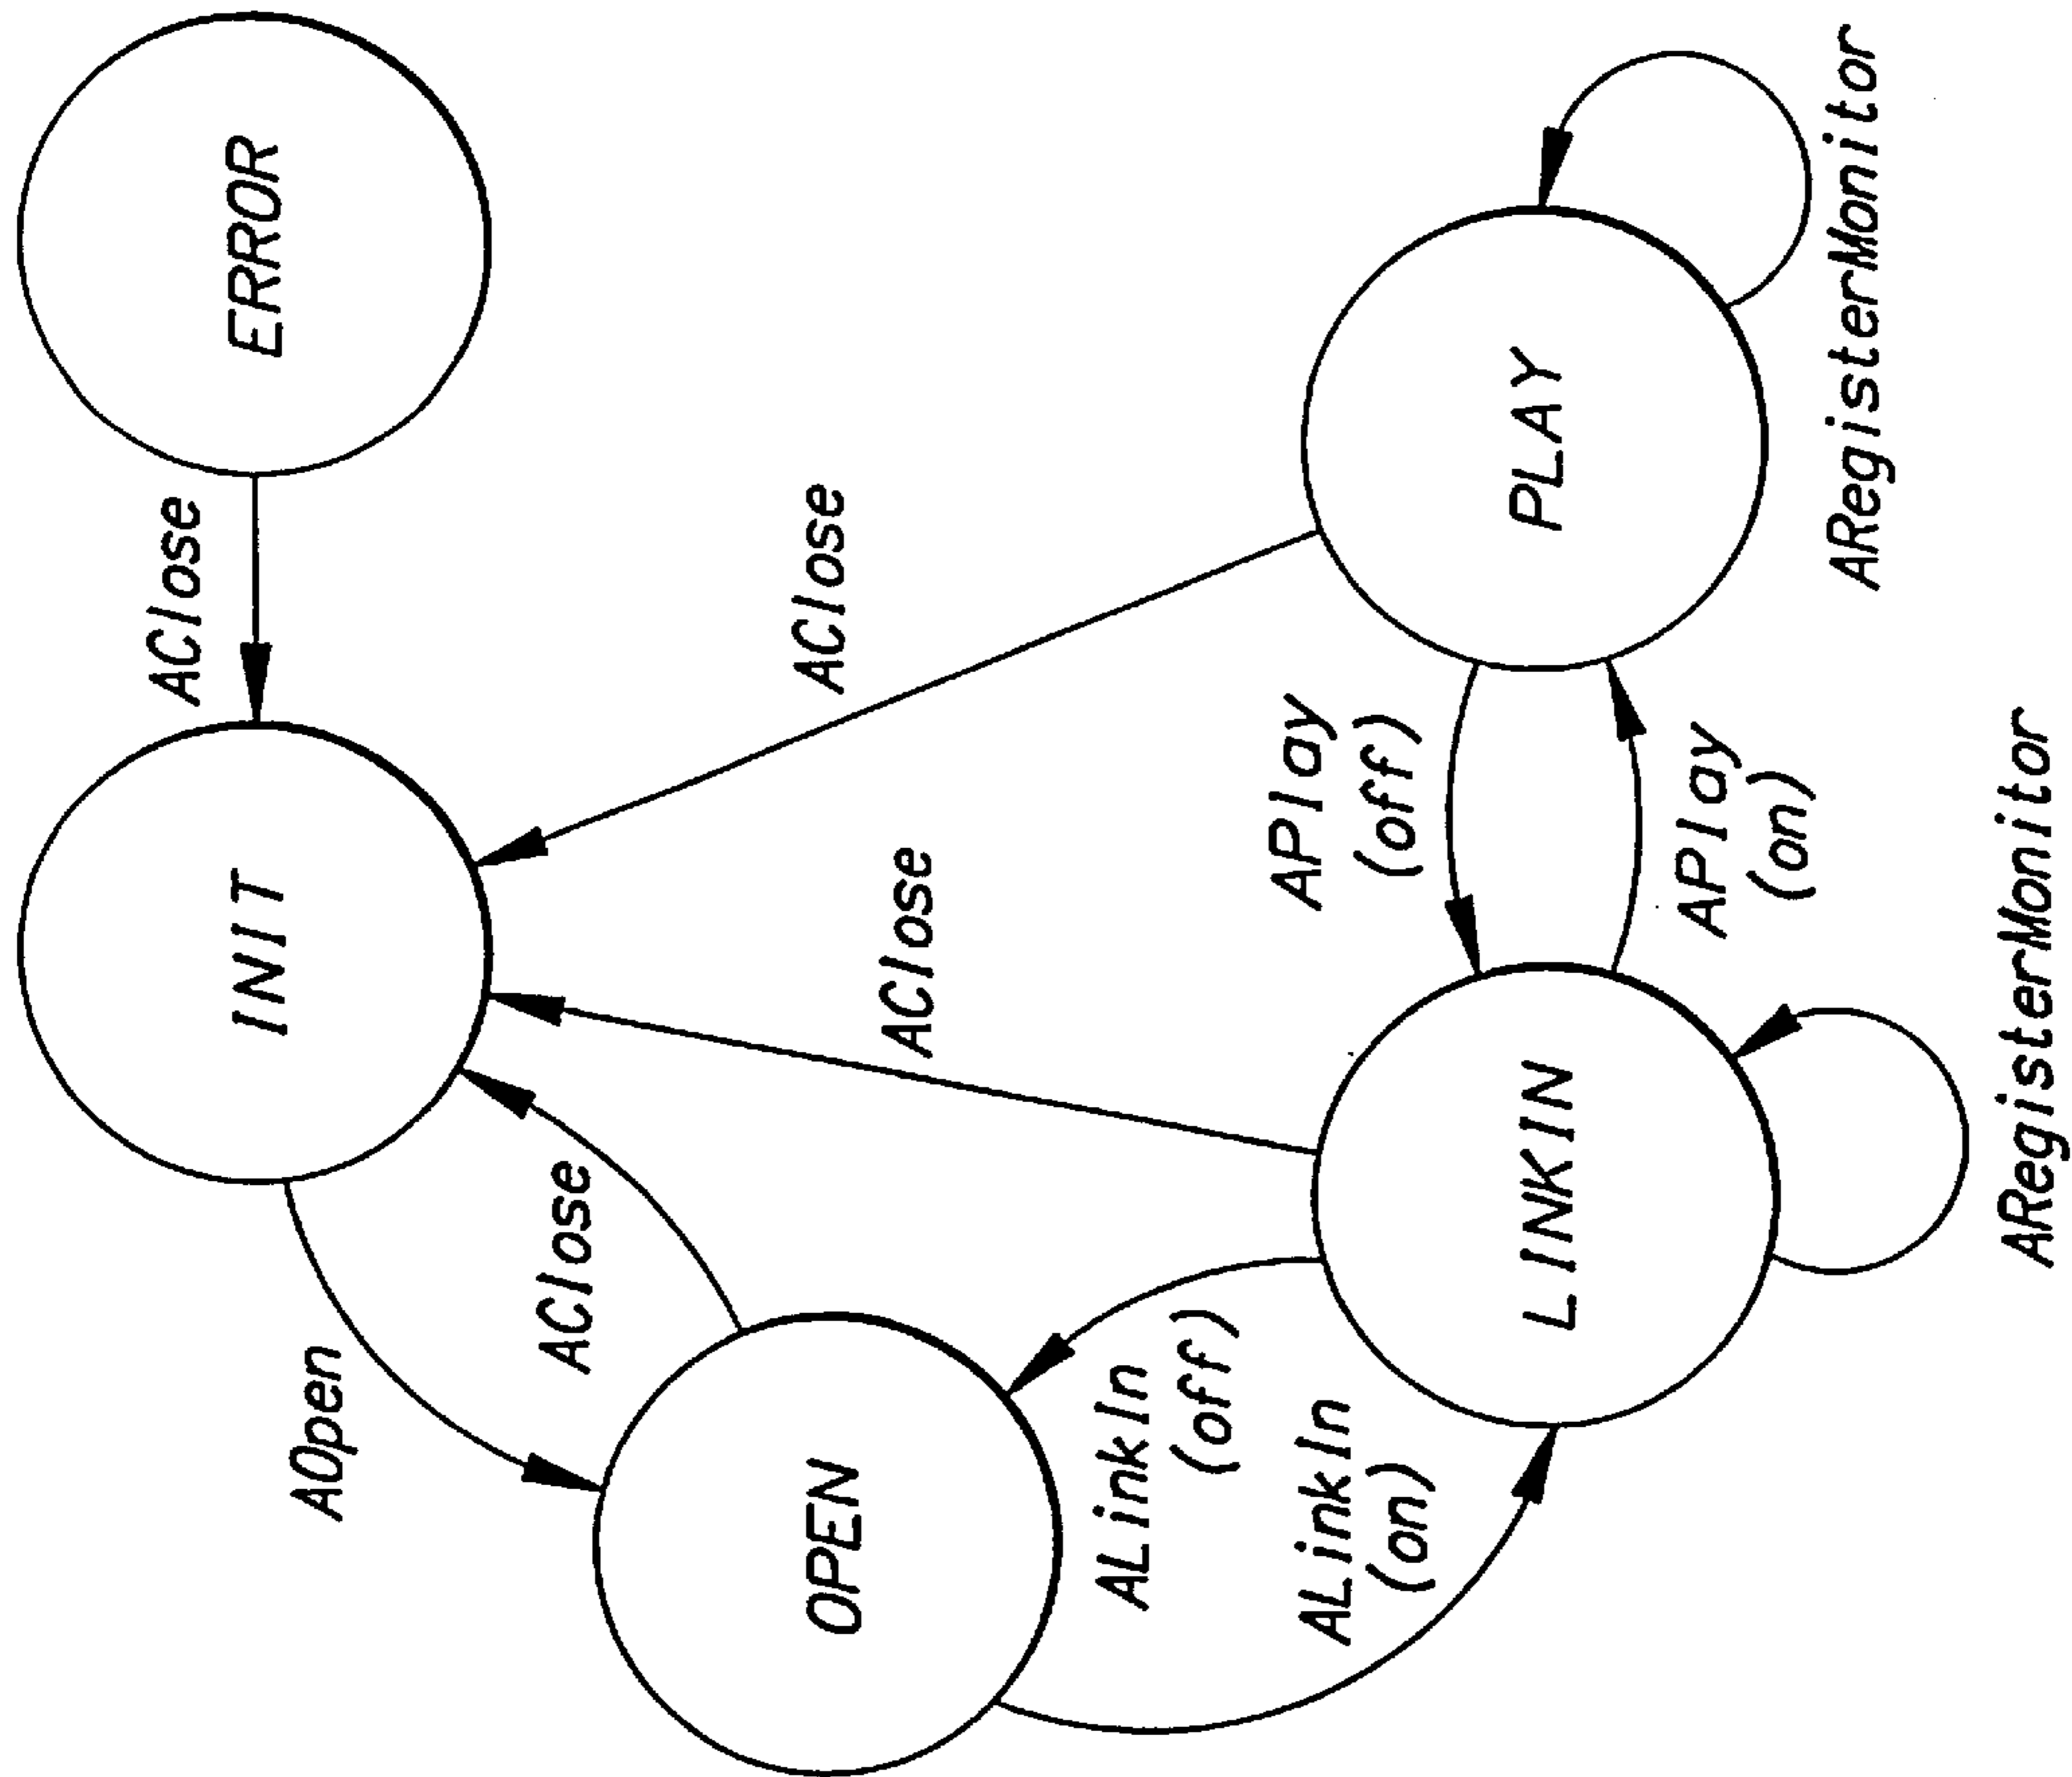 AClose
INIT
ERROR
AOpen
AClose
OPEN
AClose
AClose
ALinkIn
(off)
ALinkIn
(on)
APlay
(off)
LINKIN
PLAY
APlay
(on)
ARegisterMonitor
ARegisterMonitor